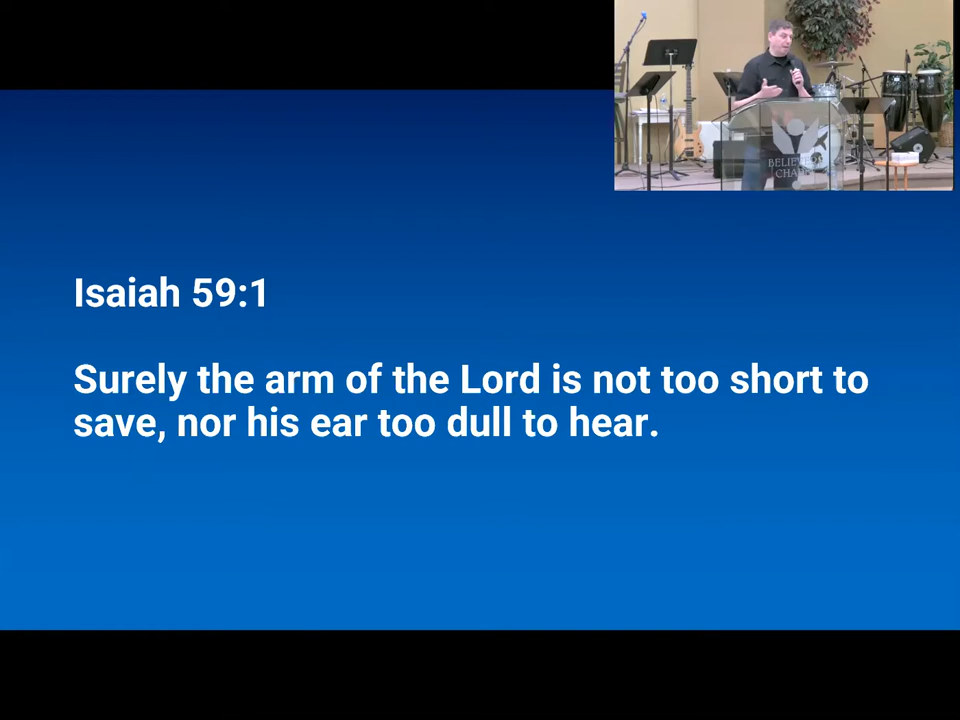 Isaiah 59:1
Surely the arm of the Lord is not too short to
save, nor his ear too dull to hear.